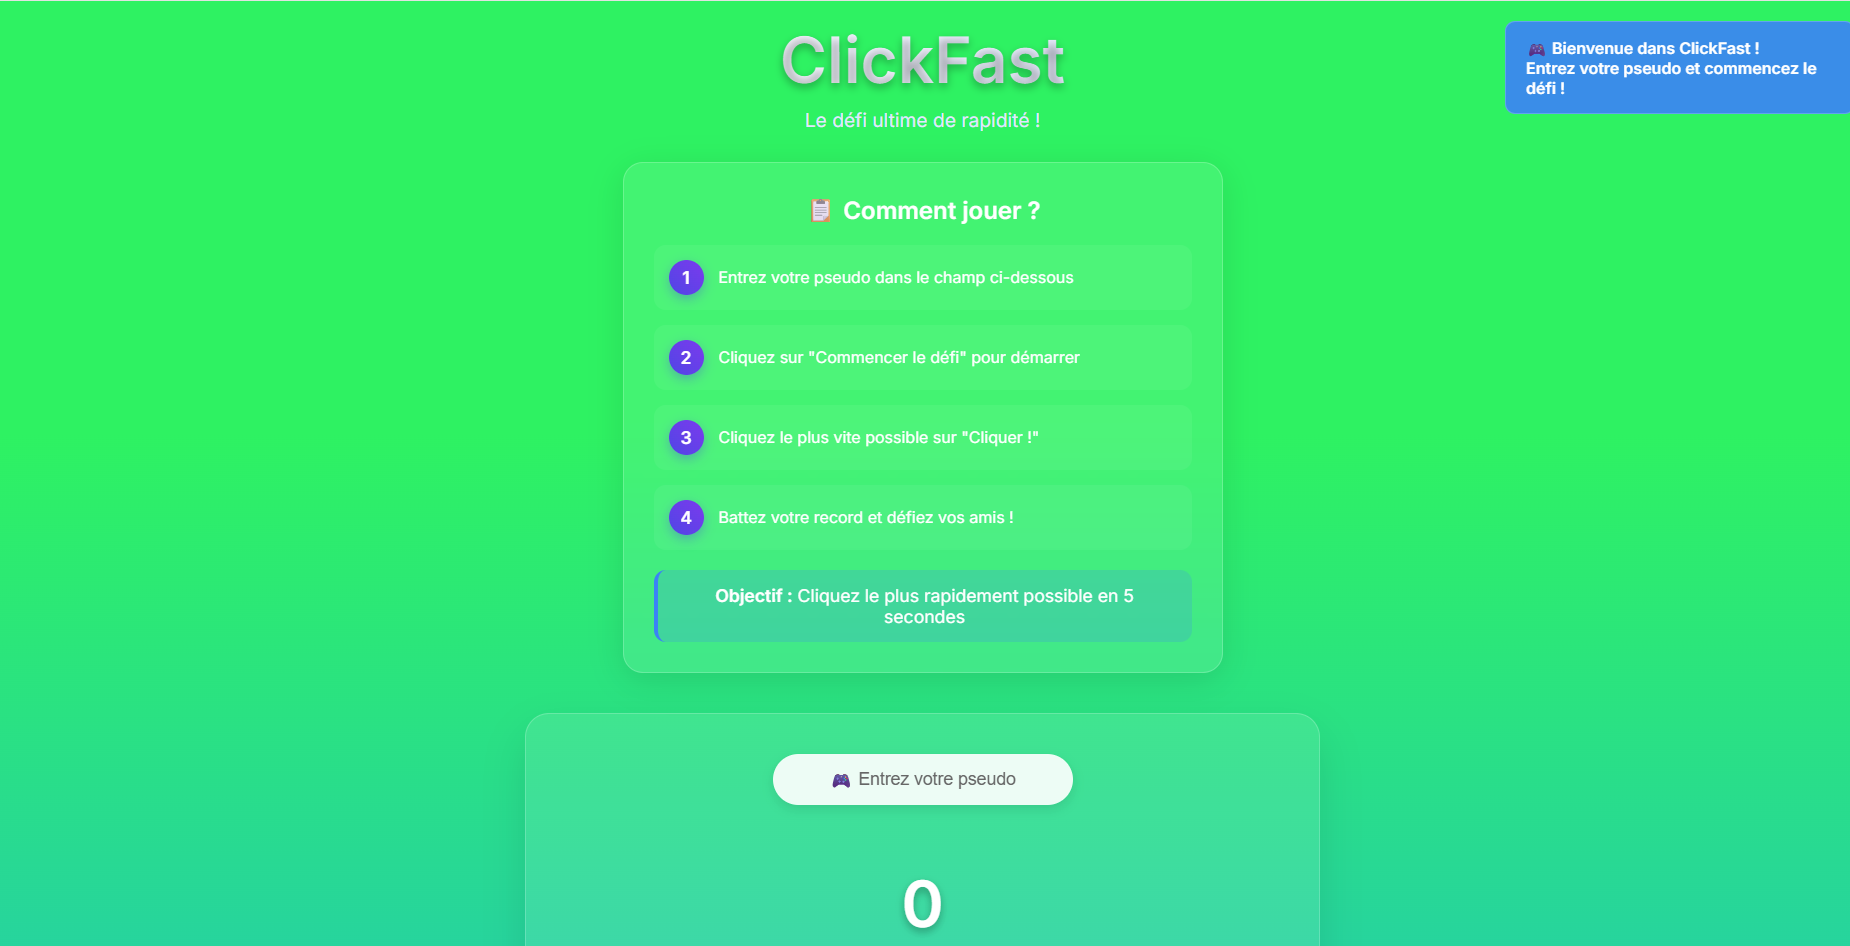 ClickFast
Le défi ultime de rapidité !
🎮 Bienvenue dans ClickFast !
Entrez votre pseudo et commencez le
défi !
📋 Comment jouer ?
1 Entrez votre pseudo dans le champ ci-dessous
2 Cliquez sur "Commencer le défi" pour démarrer
3 Cliquez le plus vite possible sur "Cliquer !"
4 Battez votre record et défiez vos amis !
Objectif : Cliquez le plus rapidement possible en 5
secondes
🎮 Entrez votre pseudo
0